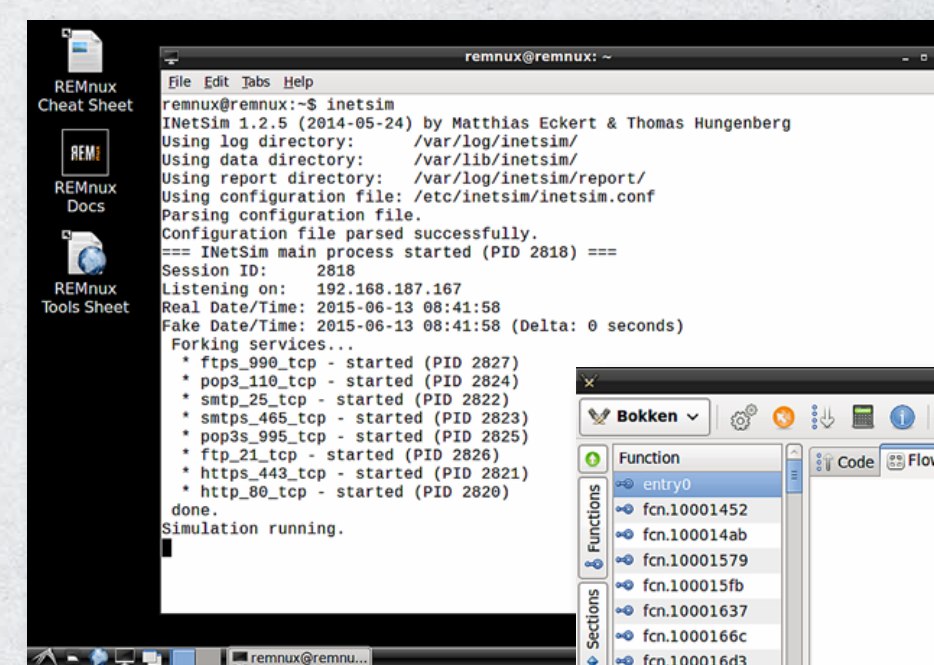 REMnux
Cheat Sheet
REM
REMnux
Docs
REMnux
Tools Sheet
remnux@remnux: ~
File Edit Tabs Help
remnux@remnux:~$ inetsim
INetSim 1.2.5 (2014-05-24) by Matthias Eckert & Thomas Hungenberg
Using log directory: /var/log/inetsim/
Using data directory: /var/lib/inetsim/
Using report directory: /var/log/inetsim/report/
Using configuration file: /etc/inetsim/inetsim.conf
Parsing configuration file.
Configuration file parsed successfully.
=== INetSim main process started (PID 2818) ===
Session ID: 2818
Listening on: 192.168.187.167
Real Date/Time: 2015-06-13 08:41:58
Fake Date/Time: 2015-06-13 08:41:58 (Delta: 0 seconds)
Forking services...
* ftps_990_tcp - started (PID 2827)
* pop3_110_tcp - started (PID 2824)
* smtp_25_tcp - started (PID 2822)
* smtps_465_tcp - started (PID 2823)
* pop3s_995_tcp - started (PID 2825)
* ftp_21_tcp - started (PID 2826)
* https_443_tcp - started (PID 2821)
* http_80_tcp - started (PID 2820)
done.
Simulation running.
remnux@remnu...
Bokken
Functions
Sections
Function
entry0
fcn.10001452
fcn.100014ab
fcn.10001579
fcn.100015fb
fcn.10001637
fcn.1000166c
fcn.100016d3
Code Flow